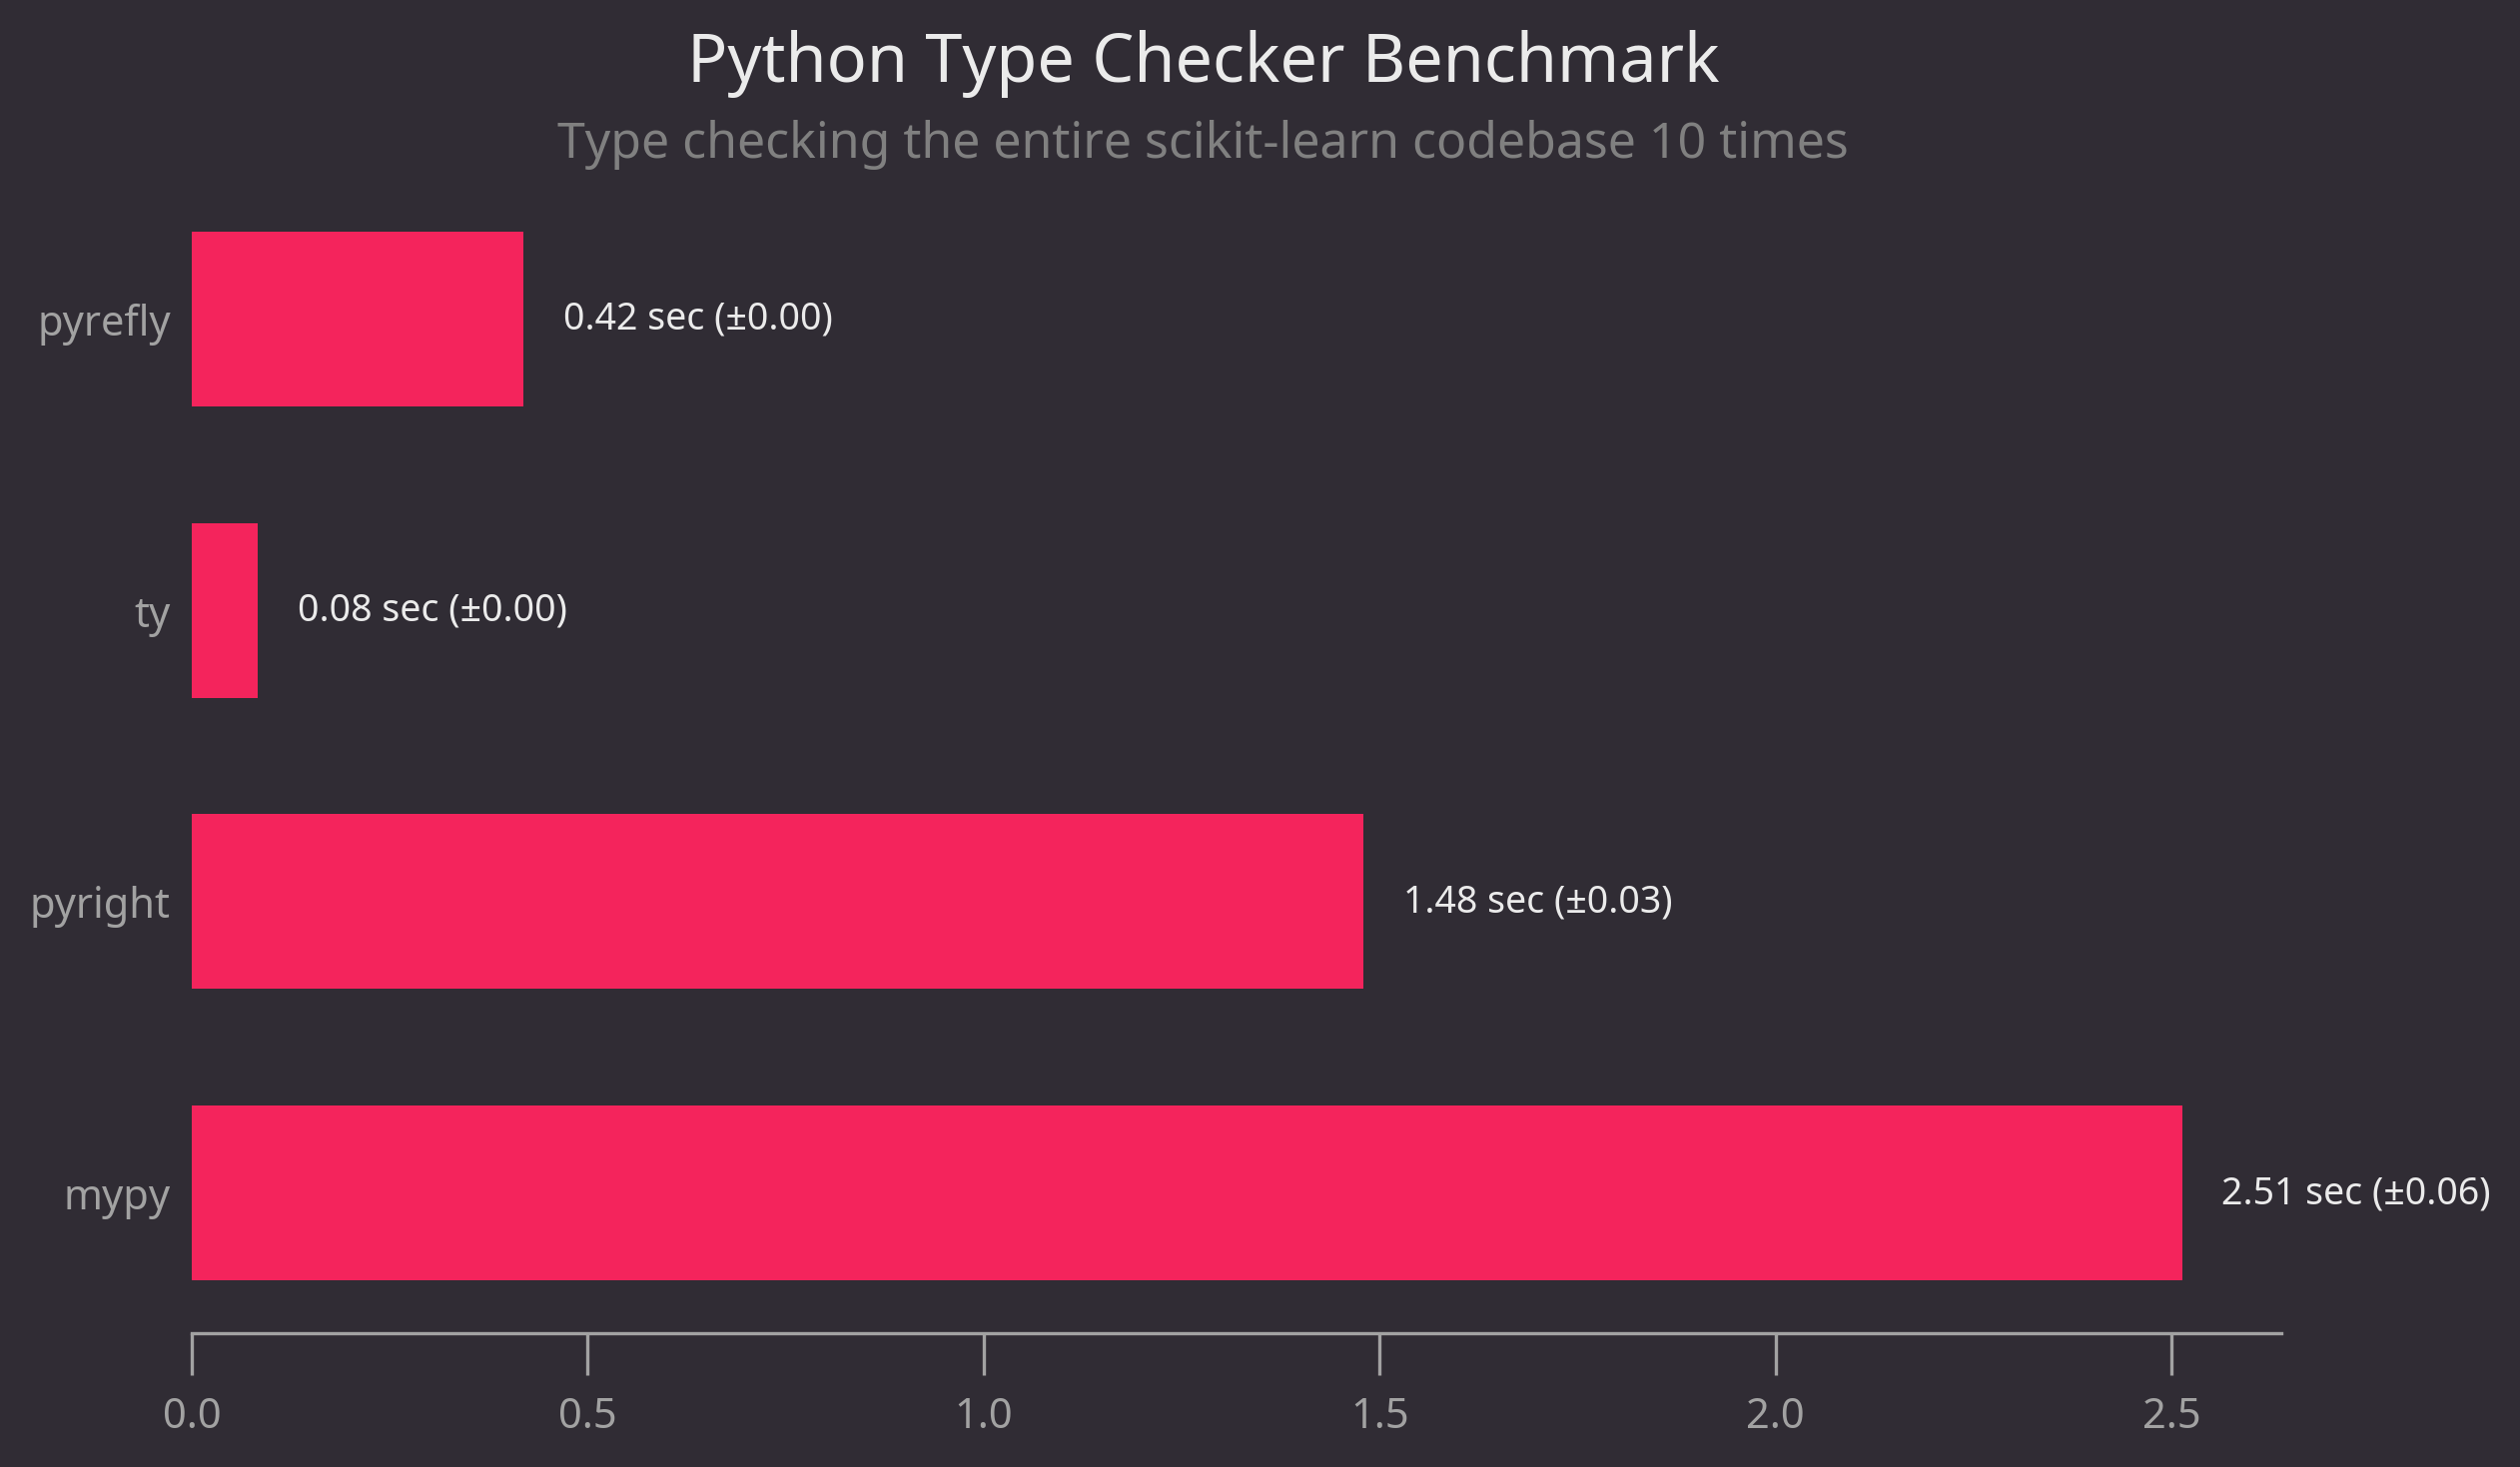 Python Type Checker Benchmark
Type checking the entire scikit-learn codebase 10 times
pyrefly 0.42 sec (±0.00)
ty 0.08 sec (±0.00)
pyright 1.48 sec (±0.03)
mypy 2.51 sec (±0.06)
0.0 0.5 1.0 1.5 2.0 2.5